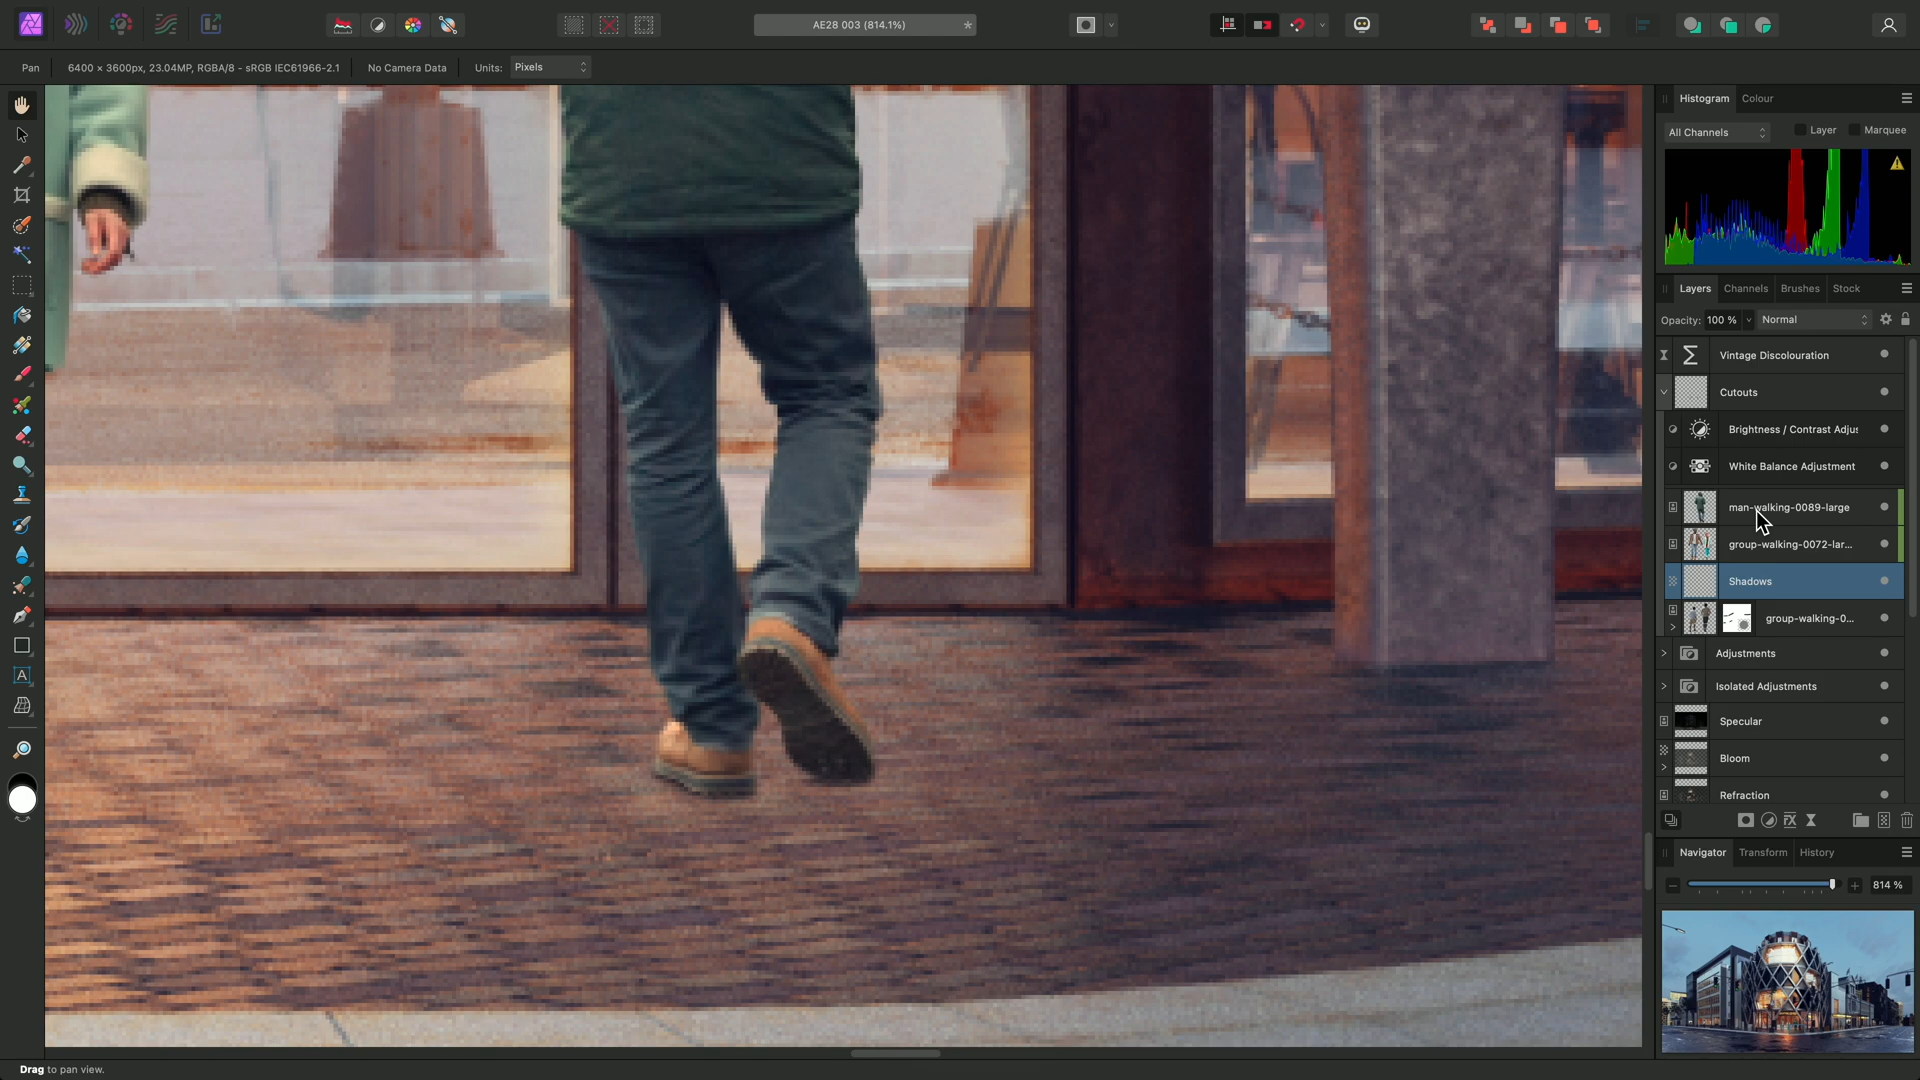 AE28 003 (814.1%)
*
Pan
6400 × 3600px, 23.04MP, RGBA/8 - sRGB IEC61966-2.1
No Camera Data
Units:
Pixels
Histogram
Colour
All Channels
Layer
Marquee
Layers
Channels
Brushes
Stock
Opacity:
100 %
Normal
Vintage Discolouration
Cutouts
Brightness / Contrast Adjus
White Balance Adjustment
man-walking-0089-large
group-walking-0072-lar...
Shadows
group-walking-0...
Adjustments
Isolated Adjustments
Specular
Bloom
Refraction
Navigator
Transform
History
814 %
Drag to pan view.